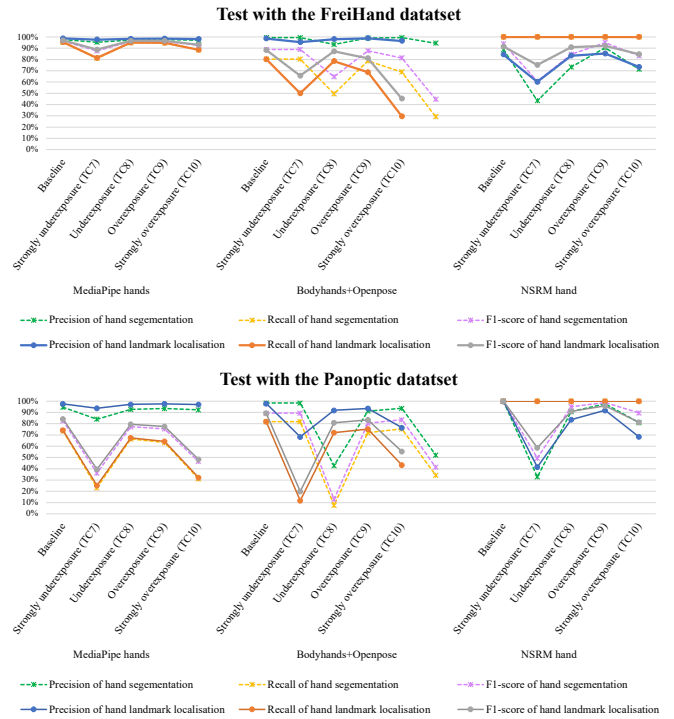 Test with the FreiHand datatset
100%
90%
80%
70%
60%
50%
40%
30%
20%
10%
0%
Baseline
Strongly underexposure (TC7)
Underexposure (TC8)
Overexposure (TC9)
Strongly overexposure (TC10)
Baseline
Strongly underexposure (TC7)
Underexposure (TC8)
Overexposure (TC9)
Strongly overexposure (TC10)
Baseline
Strongly underexposure (TC7)
Underexposure (TC8)
Overexposure (TC9)
Strongly overexposure (TC10)
MediaPipe hands
Bodyhands+Openpose
NSRM hand
Precision of hand segementation
Recall of hand segmentation
F1-score of hand segmentation
Precision of hand landmark localisation
Recall of hand landmark localisation
F1-score of hand landmark localisation
Test with the Panoptic datatset
100%
90%
80%
70%
60%
50%
40%
30%
20%
10%
0%
Baseline
Strongly underexposure (TC7)
Underexposure (TC8)
Overexposure (TC9)
Strongly overexposure (TC10)
Baseline
Strongly underexposure (TC7)
Underexposure (TC8)
Overexposure (TC9)
Strongly overexposure (TC10)
Baseline
Strongly underexposure (TC7)
Underexposure (TC8)
Overexposure (TC9)
Strongly overexposure (TC10)
MediaPipe hands
Bodyhands+Openpose
NSRM hand
Precision of hand segementation
Recall of hand segmentation
F1-score of hand segmentation
Precision of hand landmark localisation
Recall of hand landmark localisation
F1-score of hand landmark localisation